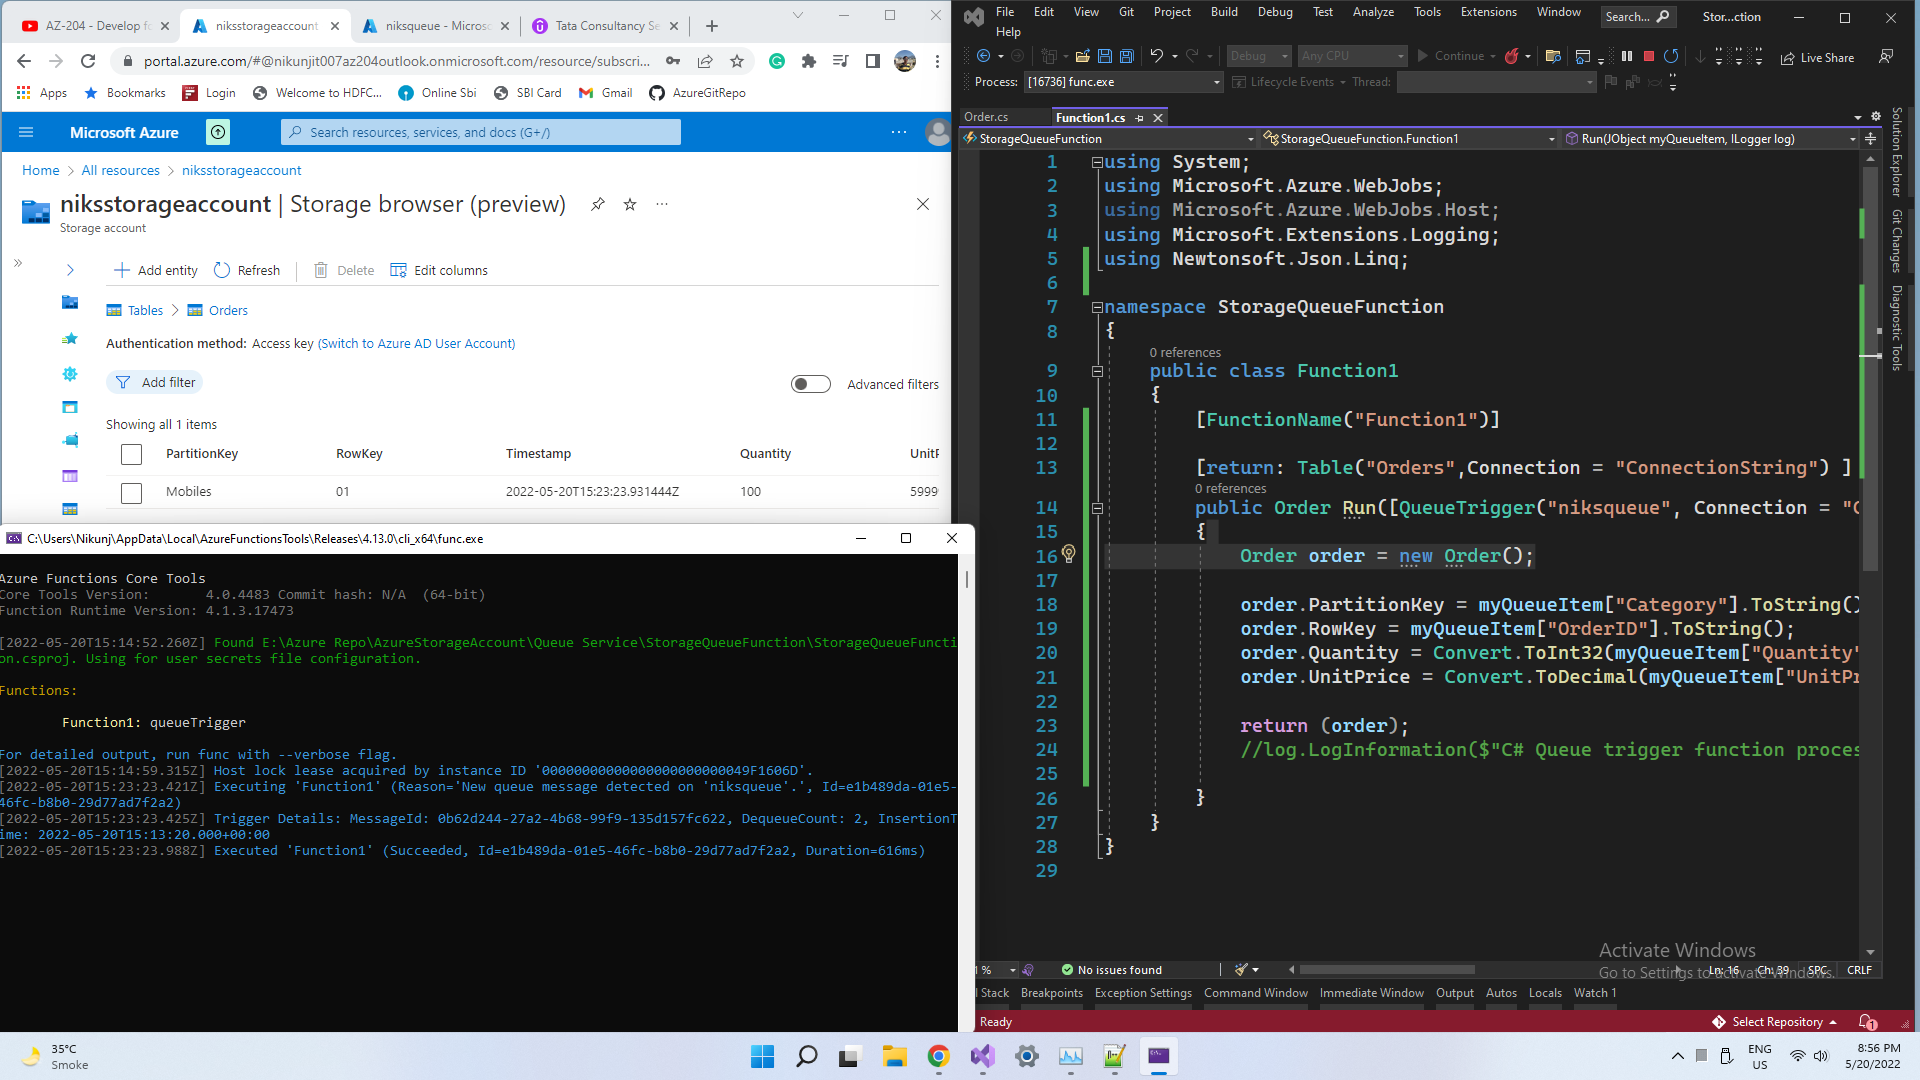 AZ-204 - Develop fo
niksstorageaccount
niksqueue - Microso
Tata Consultancy Se
portal.azure.com/#@nikunjit007az204outlook.onmicrosoft.com/resource/subscri...
Apps
Bookmarks
Login
Welcome to HDFC...
Online Sbi
SBI Card
Gmail
AzureGitRepo
Microsoft Azure
Search resources, services, and docs (G+/)
Home > All resources > niksstorageaccount
niksstorageaccount | Storage browser (preview)
Storage account
Add entity
Refresh
Delete
Edit columns
Tables > Orders
Authentication method: Access key (Switch to Azure AD User Account)
Add filter
Advanced filters
Showing all 1 items
PartitionKey RowKey Timestamp Quantity UnitP
Mobiles 01 2022-05-20T15:23:23.931444Z 100 5999
C:\Users\Nikunj\AppData\Local\AzureFunctionsTools\Releases\4.13.0\cli_x64\func.exe
Azure Functions Core Tools
Core Tools Version: 4.0.4483 Commit hash: N/A (64-bit)
Function Runtime Version: 4.1.3.17473
[2022-05-20T15:14:52.260Z] Found E:\Azure Repo\AzureStorageAccount\Queue Service\StorageQueueFunction\StorageQueueFuncti
on.csproj. Using for user secrets file configuration.
Functions:
Function1: queueTrigger
For detailed output, run func with --verbose flag.
[2022-05-20T15:14:59.315Z] Host lock lease acquired by instance ID '000000000000000000000000049F1606D'.
[2022-05-20T15:23:23.421Z] Executing 'Function1' (Reason='New queue message detected on 'niksqueue'.', Id=e1b489da-01e5-
46fc-b8b0-29d77ad7f2a2)
[2022-05-20T15:23:23.425Z] Trigger Details: MessageId: 0b62d244-27a2-4b68-99f9-135d157fc622, DequeueCount: 2, InsertionT
ime: 2022-05-20T15:13:20.000+00:00
[2022-05-20T15:23:23.988Z] Executed 'Function1' (Succeeded, Id=e1b489da-01e5-46fc-b8b0-29d77ad7f2a2, Duration=616ms)
File Edit View Git Project Build Debug Test Analyze Tools Extensions Window
Help
Search...
Stor...ction
Debug
Any CPU
Continue
Live Share
Process: [16736] func.exe
Lifecycle Events
Thread:
Order.cs
Function1.cs
StorageQueueFunction
StorageQueueFunction.Function1
Run(JObject myQueueItem, ILogger log)
1 using System;
2 using Microsoft.Azure.WebJobs;
3 using Microsoft.Azure.WebJobs.Host;
4 using Microsoft.Extensions.Logging;
5 using Newtonsoft.Json.Linq;
6
7 namespace StorageQueueFunction
8 {
0 references
9 public class Function1
10 {
11 [FunctionName("Function1")]
12
13 [return: Table("Orders",Connection = "ConnectionString") ]
0 references
14 public Order Run([QueueTrigger("niksqueue", Connection = "C
15 {
16 Order order = new Order();
17
18 order.PartitionKey = myQueueItem["Category"].ToString()
19 order.RowKey = myQueueItem["OrderID"].ToString();
20 order.Quantity = Convert.ToInt32(myQueueItem["Quantity"
21 order.UnitPrice = Convert.ToDecimal(myQueueItem["UnitPr
22
23 return (order);
24 //log.LogInformation($"C# Queue trigger function proces
25
26 }
27 }
28 }
29
Solution Explorer
Git Changes
Diagnostic Tools
Activate Windows
Go to Settings to activate Windows.
%
No issues found
Ln: 16 Ch: 39 SPC CRLF
Stack
Breakpoints
Exception Settings
Command Window
Immediate Window
Output
Autos
Locals
Watch 1
Ready
Select Repository
1
35°C
Smoke
ENG
US
8:56 PM
5/20/2022